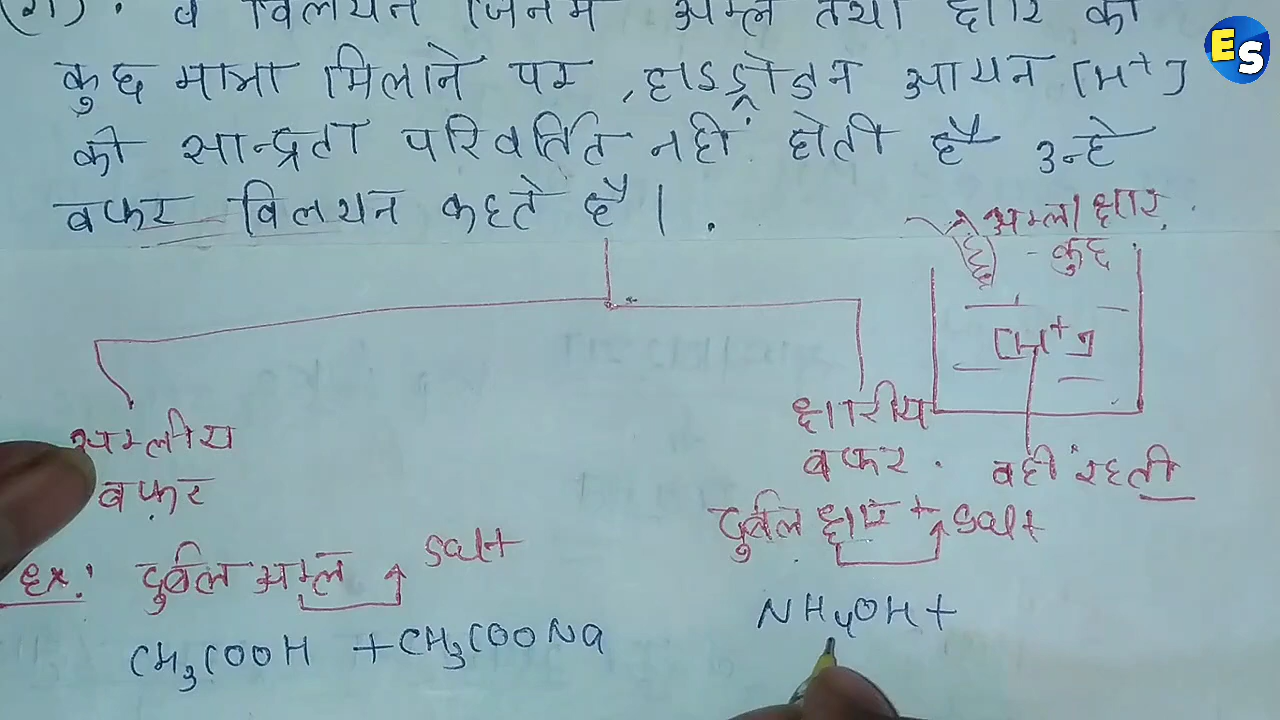 (ग). वे विलयन जिनमे अम्ल तथा क्षार की
कुछ मात्रा मिलाने पर, हाइड्रोजन आयन [H⁺]
की सान्द्रता परिवर्तित नहीं होती है उन्हे
बफर विलयन कहते है।
अम्ल। क्षार.
- कुछ
[H⁺]
वही रहती
अम्लीय
बफर
क्षारीय
बफर.
Ex: दुर्बल अम्ल salt
CH₃COOH + CH₃COONa
दुर्बल क्षार + salt
NH₄OH +
ES